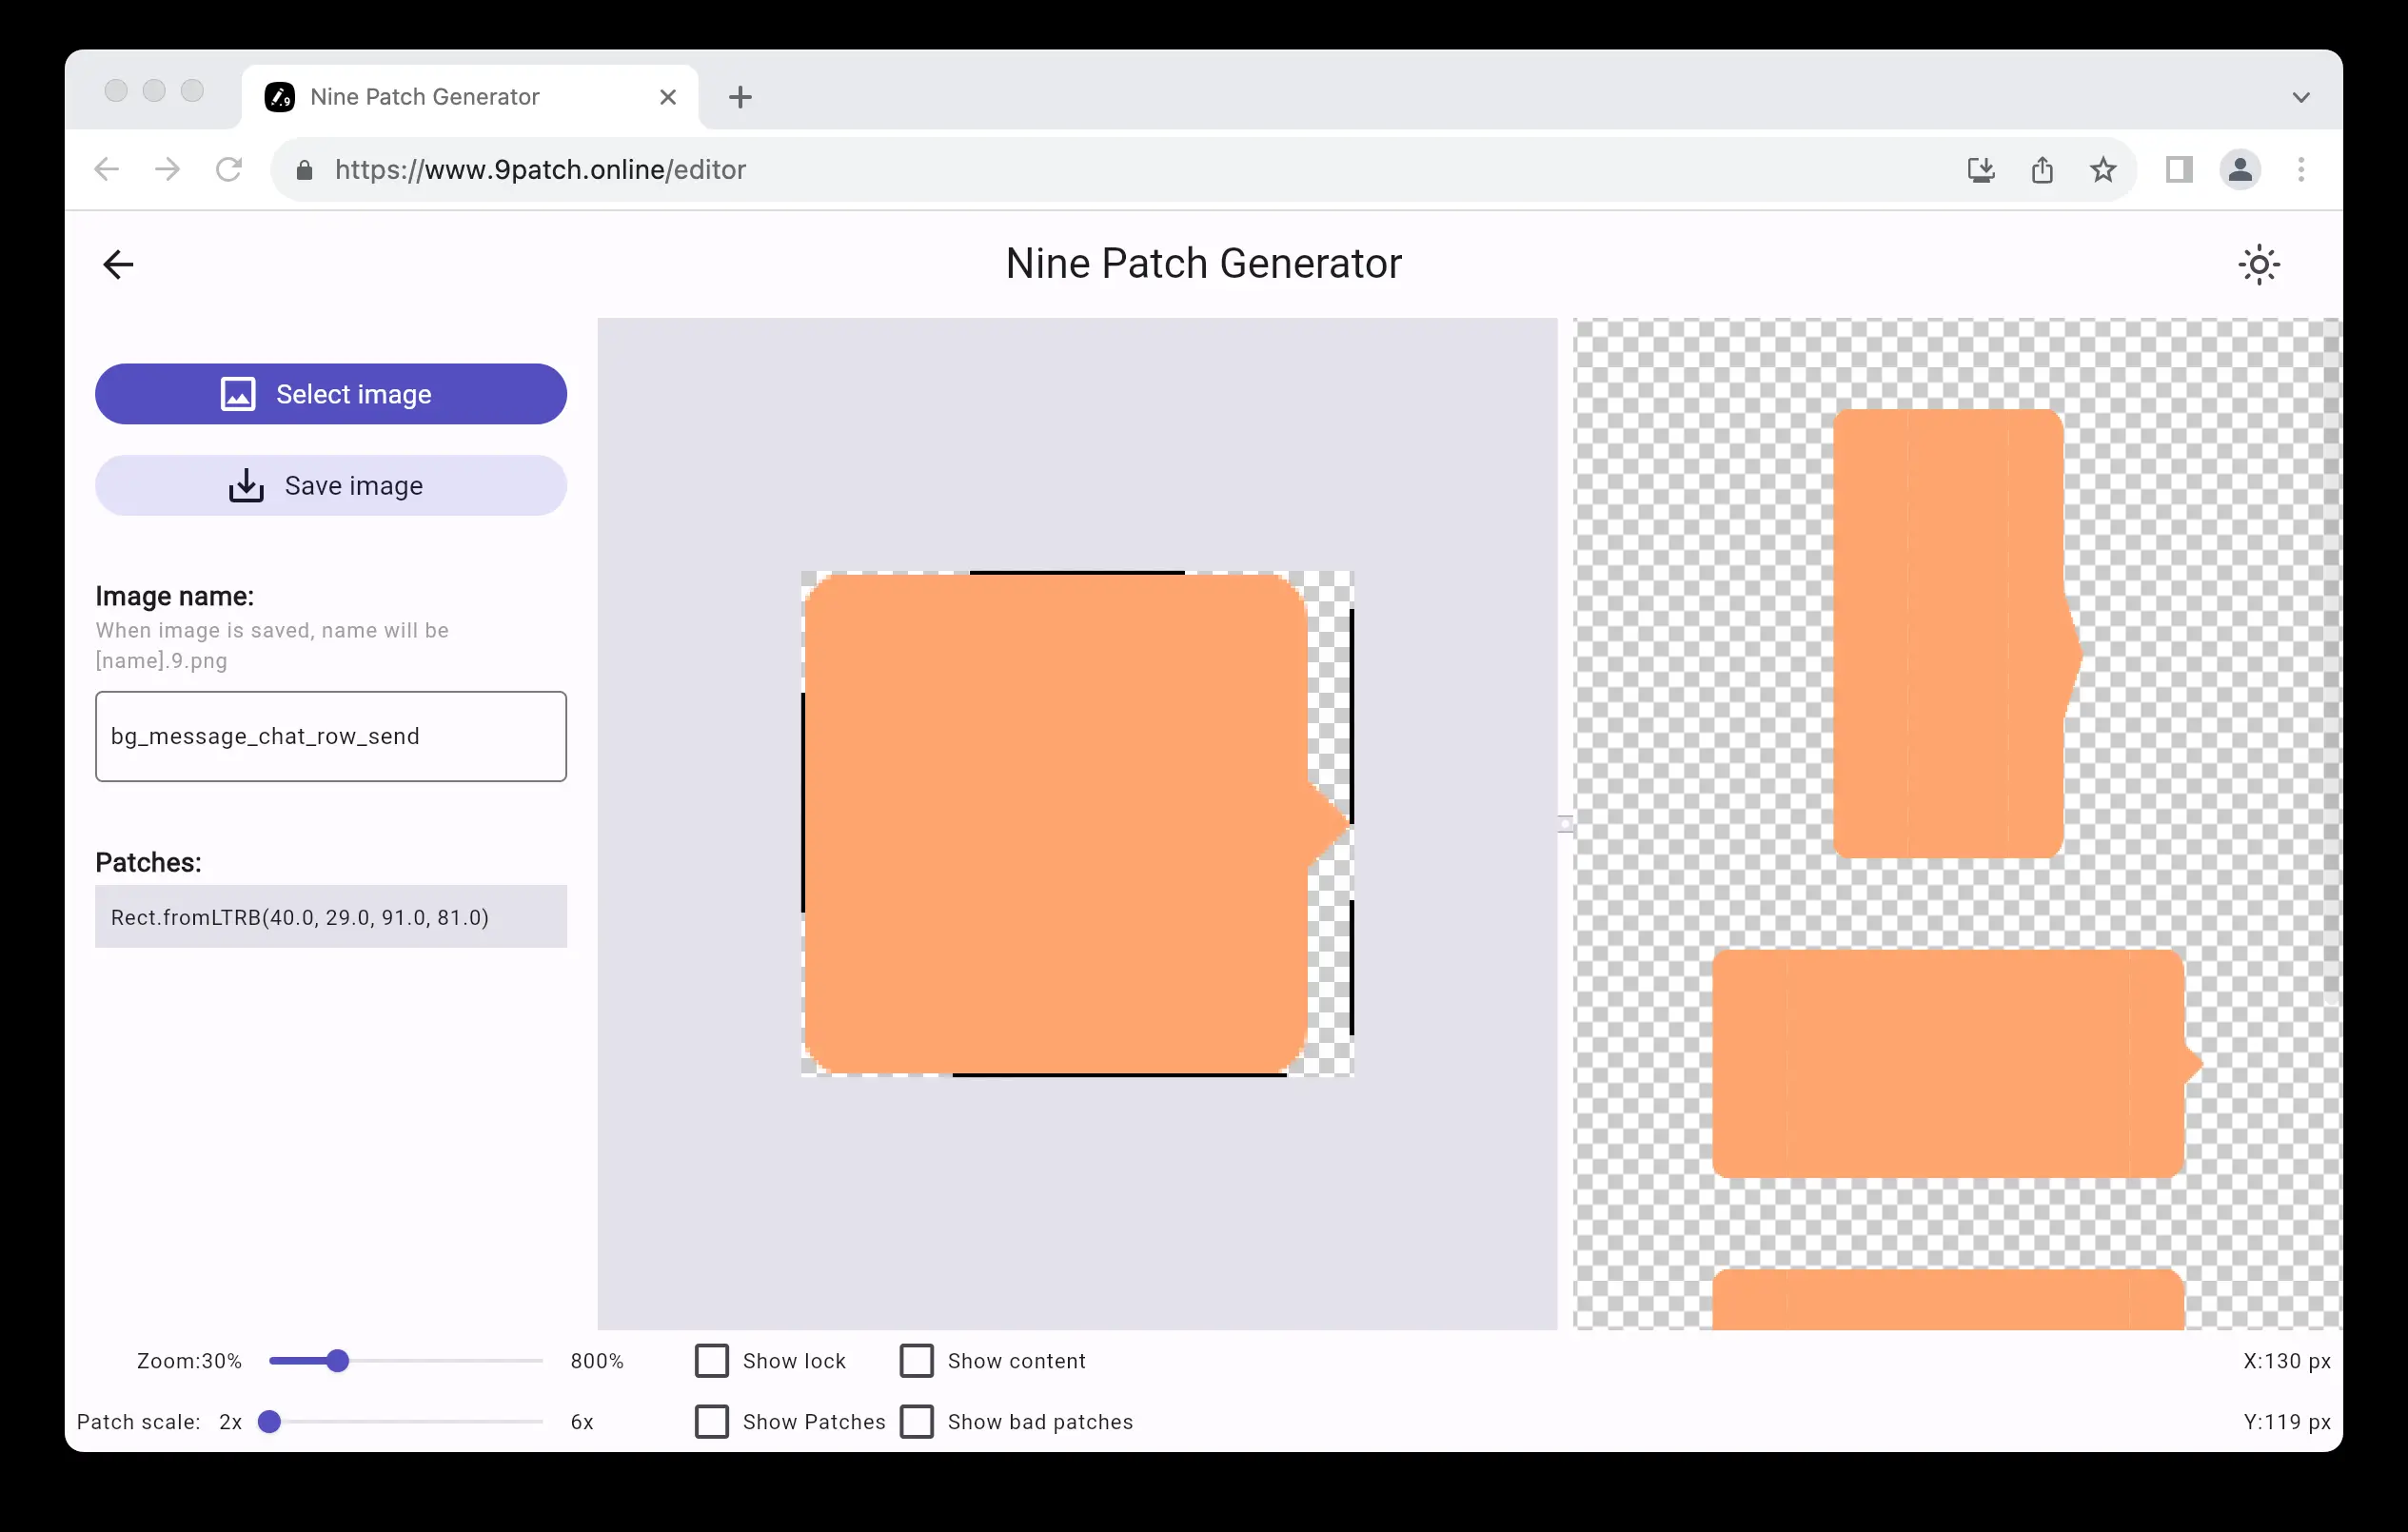 Nine Patch Generator
https://www.9patch.online/editor
Nine Patch Generator
Select image
Save image
Image name:
When image is saved, name will be
[name].9.png
bg_message_chat_row_send
Patches:
Rect.fromLTRB(40.0, 29.0, 91.0, 81.0)
Zoom:30% 800% Show lock Show content X:130 px
Patch scale: 2x 6x Show Patches Show bad patches Y:119 px